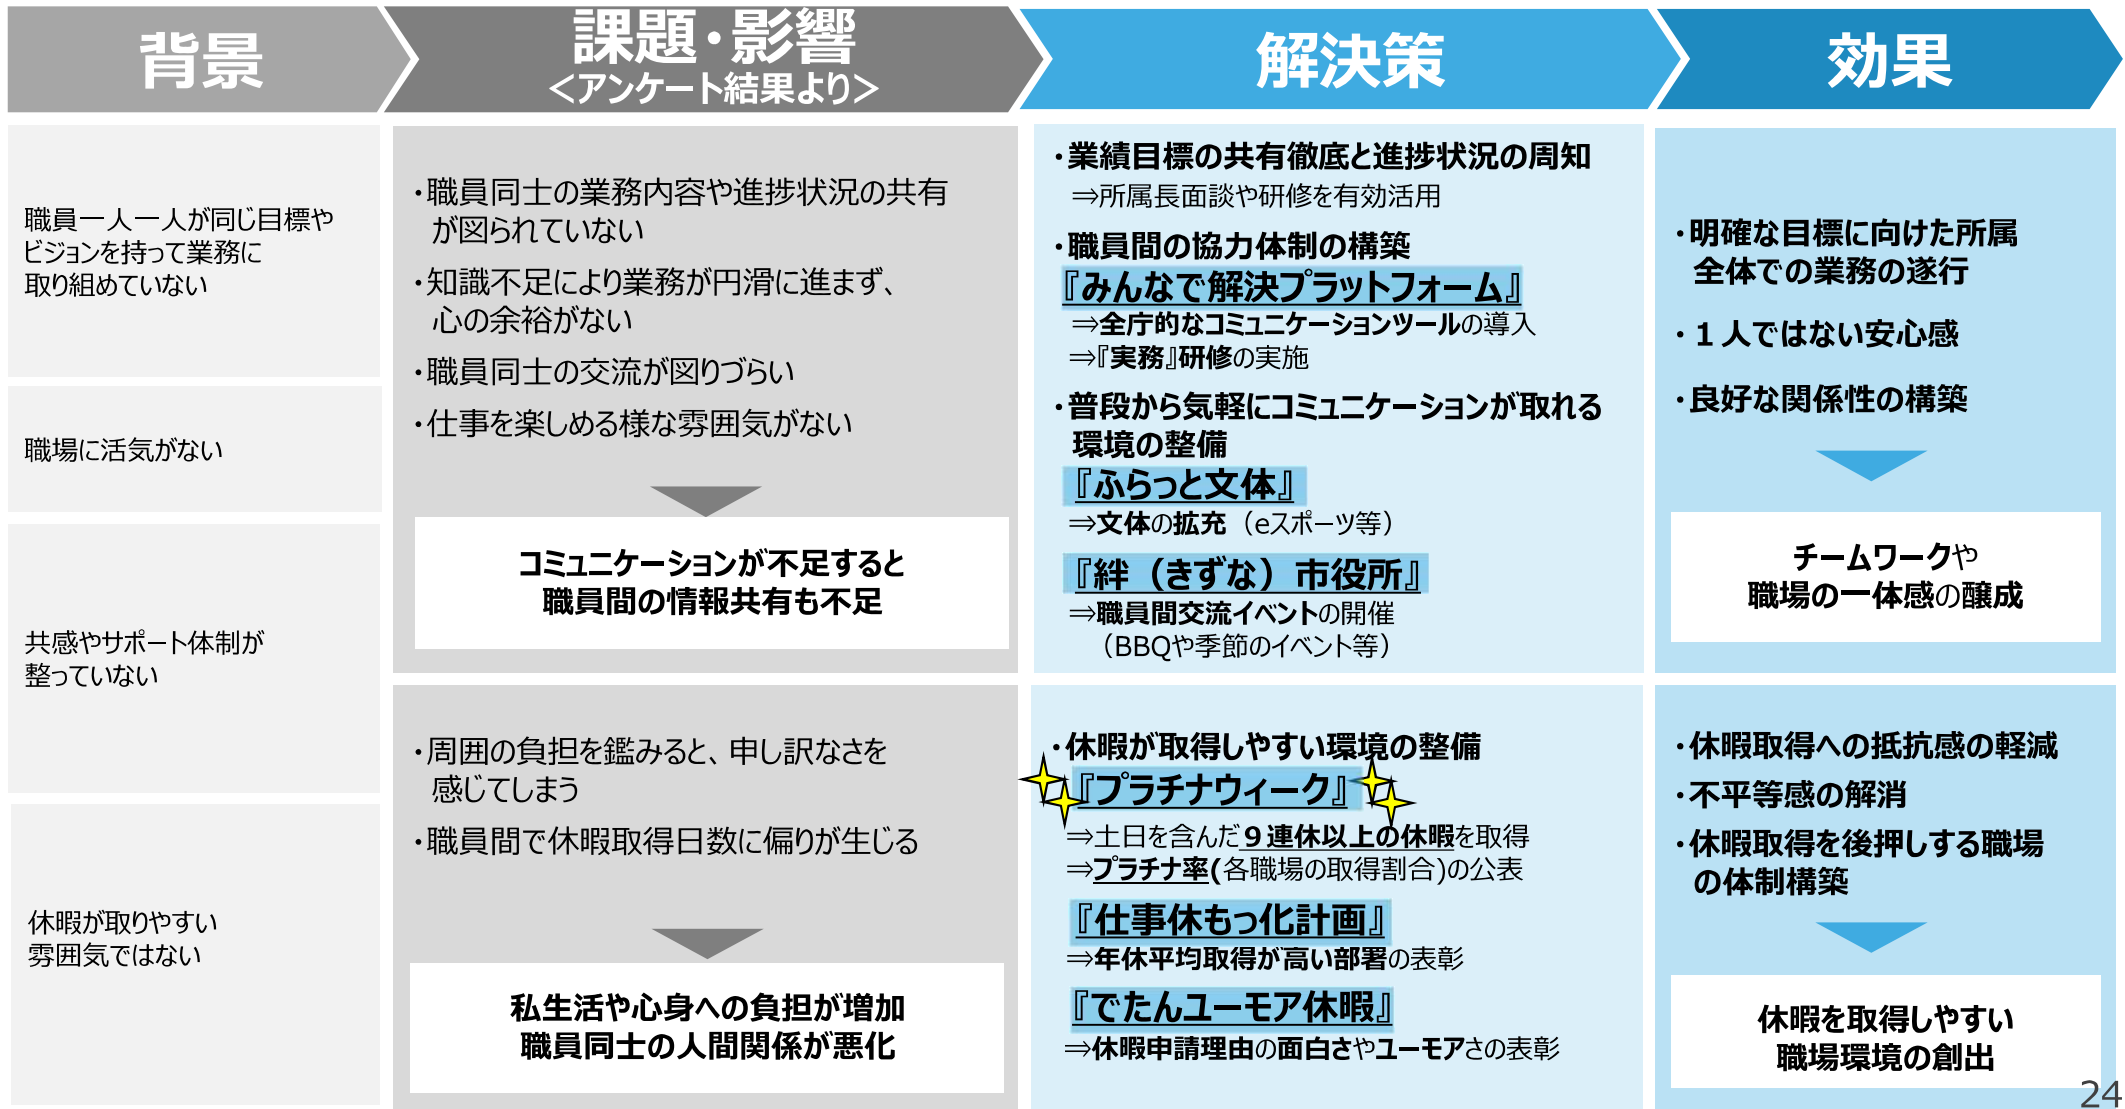 背景
課題・影響
＜アンケート結果より＞
解決策
効果
職員一人一人が同じ目標や
ビジョンを持って業務に
取り組めていない
職場に活気がない
共感やサポート体制が
整っていない
休暇が取りやすい
雰囲気ではない
・職員同士の業務内容や進捗状況の共有
が図られていない
・知識不足により業務が円滑に進まず、
心の余裕がない
・職員同士の交流が図りづらい
・仕事を楽しめる様な雰囲気がない
コミュニケーションが不足すると
職員間の情報共有も不足
・周囲の負担を鑑みると、申し訳なさを
感じてしまう
・職員間で休暇取得日数に偏りが生じる
私生活や心身への負担が増加
職員同士の人間関係が悪化
・業績目標の共有徹底と進捗状況の周知
⇒所属長面談や研修を有効活用
・職員間の協力体制の構築
『みんなで解決プラットフォーム』
⇒全庁的なコミュニケーションツールの導入
⇒『実務』研修の実施
・普段から気軽にコミュニケーションが取れる
環境の整備
『ふらっと文体』
⇒文体の拡充（eスポーツ等）
『絆（きずな）市役所』
⇒職員間交流イベントの開催
（BBQや季節のイベント等）
・休暇が取得しやすい環境の整備
『プラチナウィーク』
⇒土日を含んだ９連休以上の休暇を取得
⇒プラチナ率(各職場の取得割合)の公表
『仕事休もっ化計画』
⇒年休平均取得が高い部署の表彰
『でたんユーモア休暇』
⇒休暇申請理由の面白さやユーモアさの表彰
・明確な目標に向けた所属
全体での業務の遂行
・１人ではない安心感
・良好な関係性の構築
チームワークや
職場の一体感の醸成
・休暇取得への抵抗感の軽減
・不平等感の解消
・休暇取得を後押しする職場
の体制構築
休暇を取得しやすい
職場環境の創出
24